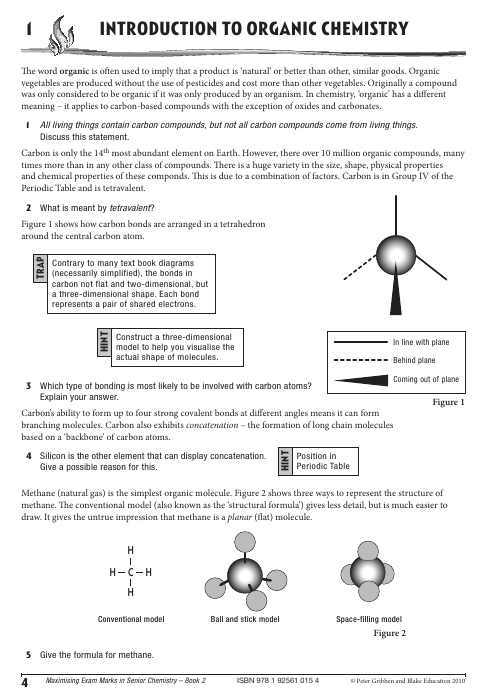 1 INTRODUCTION TO ORGANIC CHEMISTRY
The word organic is often used to imply that a product is 'natural' or better than other, similar goods. Organic
vegetables are produced without the use of pesticides and cost more than other vegetables. Originally a compound
was only considered to be organic if it was only produced by an organism. In chemistry, 'organic' has a different
meaning – it applies to carbon-based compounds with the exception of oxides and carbonates.
1 All living things contain carbon compounds, but not all carbon compounds come from living things.
Discuss this statement.
Carbon is only the 14th most abundant element on Earth. However, there over 10 million organic compounds, many
times more than in any other class of compounds. There is a huge variety in the size, shape, physical properties
and chemical properties of these componds. This is due to a combination of factors. Carbon is in Group IV of the
Periodic Table and is tetravalent.
2 What is meant by tetravalent?
Figure 1 shows how carbon bonds are arranged in a tetrahedron
around the central carbon atom.
TRAP
Contrary to many text book diagrams
(necessarily simplified), the bonds in
carbon not flat and two-dimensional, but
a three-dimensional shape. Each bond
represents a pair of shared electrons.
HINT
Construct a three-dimensional
model to help you visualise the
actual shape of molecules.
In line with plane
Behind plane
Coming out of plane
Figure 1
3 Which type of bonding is most likely to be involved with carbon atoms?
Explain your answer.
Carbon's ability to form up to four strong covalent bonds at different angles means it can form
branching molecules. Carbon also exhibits concatenation – the formation of long chain molecules
based on a 'backbone' of carbon atoms.
4 Silicon is the other element that can display concatenation.
Give a possible reason for this.
HINT
Position in
Periodic Table
Methane (natural gas) is the simplest organic molecule. Figure 2 shows three ways to represent the structure of
methane. The conventional model (also known as the 'structural formula') gives less detail, but is much easier to
draw. It gives the untrue impression that methane is a planar (flat) molecule.
H
H – C – H
H
Conventional model
Ball and stick model
Space-filling model
Figure 2
5 Give the formula for methane.
4 Maximising Exam Marks in Senior Chemistry – Book 2 ISBN 978 1 92561 015 4 © Peter Gribben and Blake Education 2010